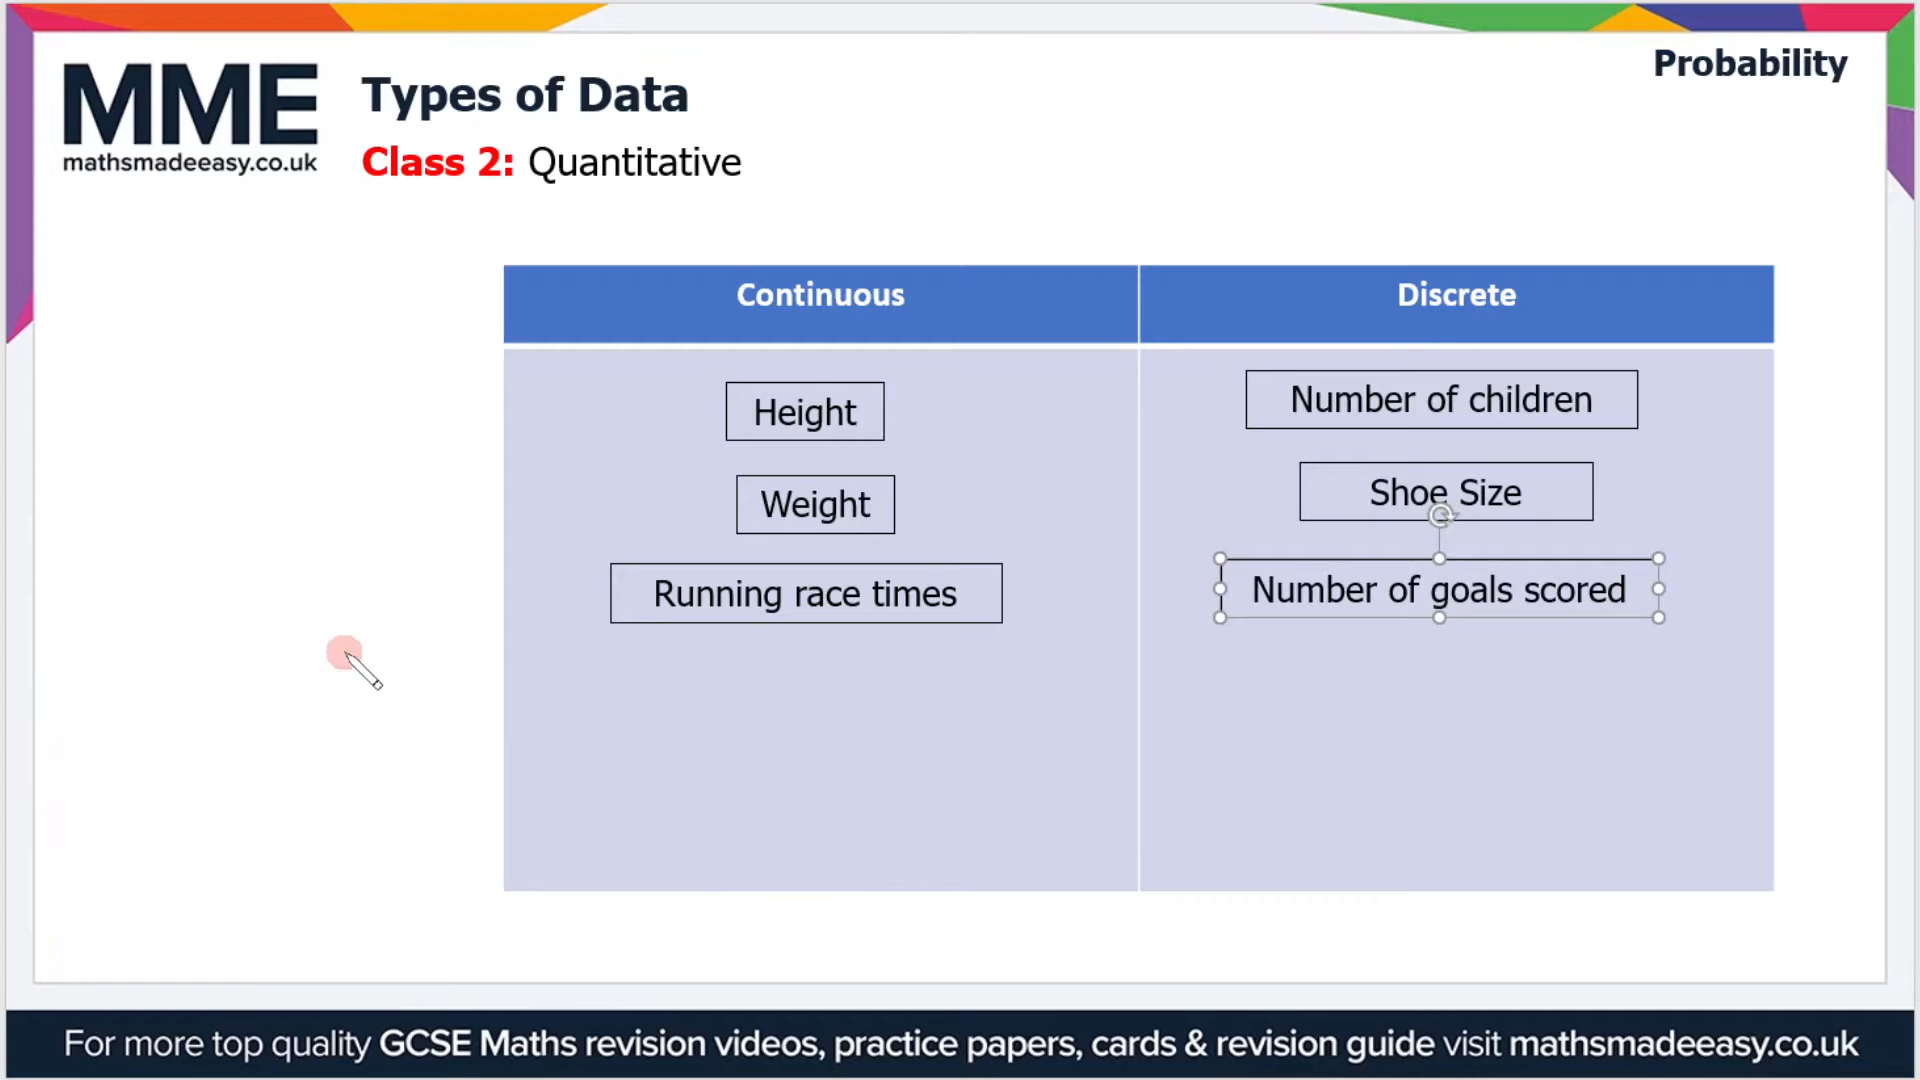 MME
mathsmadeeasy.co.uk
Types of Data
Class 2: Quantitative
Probability
Continuous
Discrete
Height
Number of children
Weight
Shoe Size
Running race times
Number of goals scored
For more top quality GCSE Maths revision videos, practice papers, cards & revision guide visit mathsmadeeasy.co.uk